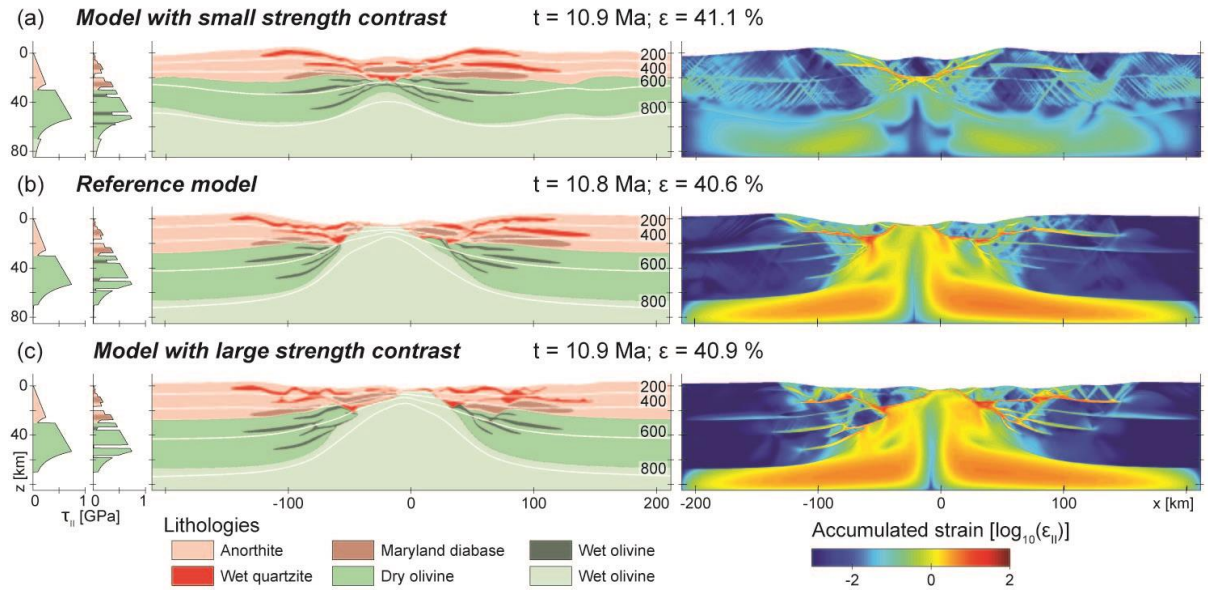 (a) Model with small strength contrast t = 10.9 Ma; ε = 41.1 %
0
40
80
200
400
600
800
(b) Reference model t = 10.8 Ma; ε = 40.6 %
0
40
80
200
400
600
800
(c) Model with large strength contrast t = 10.9 Ma; ε = 40.9 %
0
40
80
z [km]
200
400
600
800
0 1 0 1 -100 0 100 200 -200 -100 0 100 x [km]
τII [GPa]
Lithologies
Anorthite Maryland diabase Wet olivine
Wet quartzite Dry olivine Wet olivine
Accumulated strain [log10(εII)]
-2 0 2